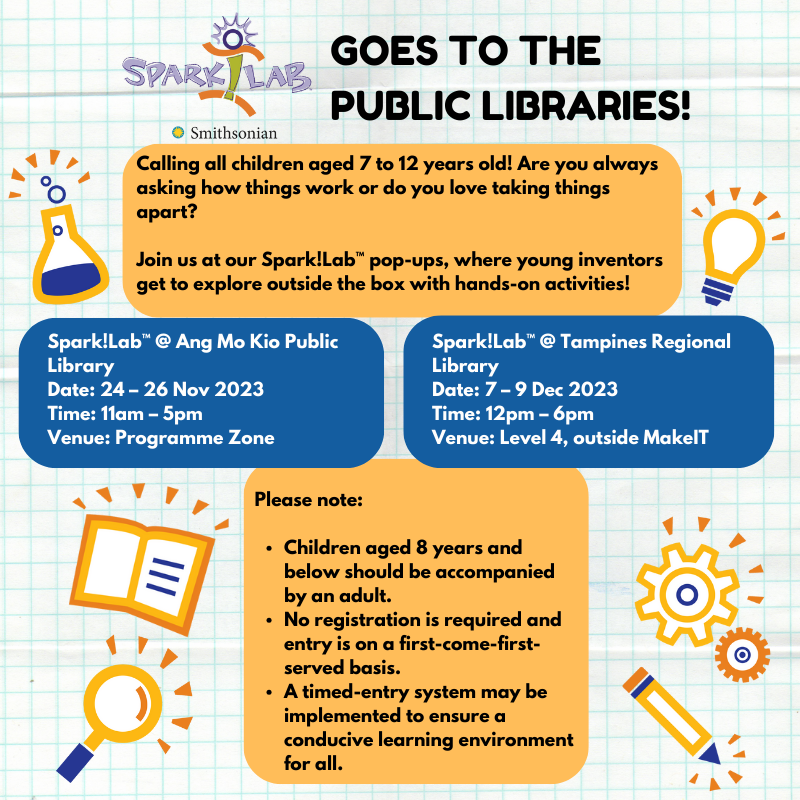 SPARK!LAB
Smithsonian
GOES TO THE
PUBLIC LIBRARIES!
Calling all children aged 7 to 12 years old! Are you always
asking how things work or do you love taking things
apart?
Join us at our Spark!Lab™ pop-ups, where young inventors
get to explore outside the box with hands-on activities!
Spark!Lab™ @ Ang Mo Kio Public
Library
Date: 24 – 26 Nov 2023
Time: 11am – 5pm
Venue: Programme Zone
Spark!Lab™ @ Tampines Regional
Library
Date: 7 – 9 Dec 2023
Time: 12pm – 6pm
Venue: Level 4, outside MakeIT
Please note:
• Children aged 8 years and
below should be accompanied
by an adult.
• No registration is required and
entry is on a first-come-first-
served basis.
• A timed-entry system may be
implemented to ensure a
conducive learning environment
for all.